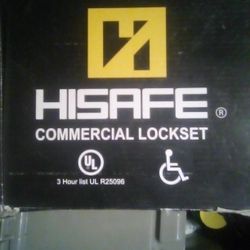 HISAFE ®
COMMERCIAL LOCKSET
UL
3 Hour list UL R25096